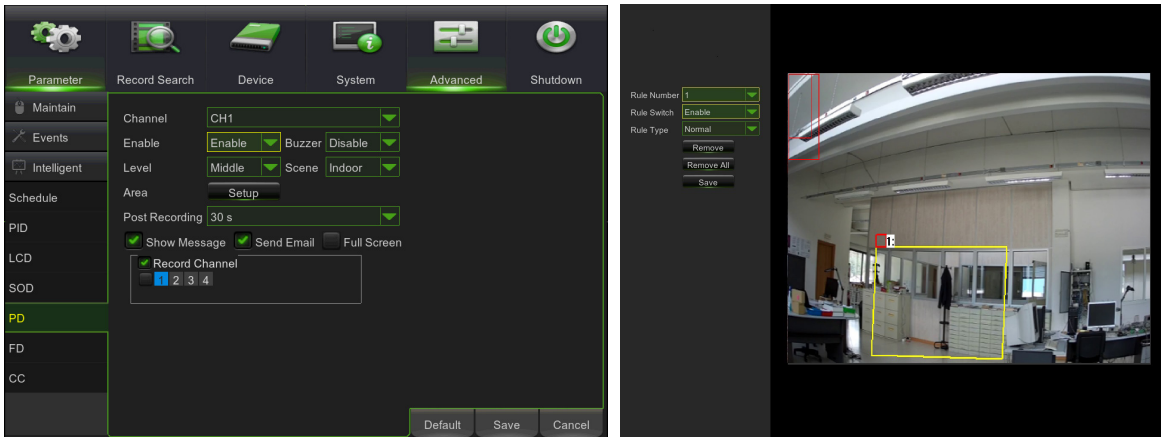 Parameter Record Search Device System Advanced Shutdown
Maintain
Events
Intelligent
Schedule
PID
LCD
SOD
PD
FD
CC
Channel CH1
Enable Enable Buzzer Disable
Level Middle Scene Indoor
Area Setup
Post Recording 30 s
Show Message Send Email Full Screen
Record Channel
1 2 3 4
Default Save Cancel
Rule Number 1
Rule Switch Enable
Rule Type Normal
Remove
Remove All
Save
1: